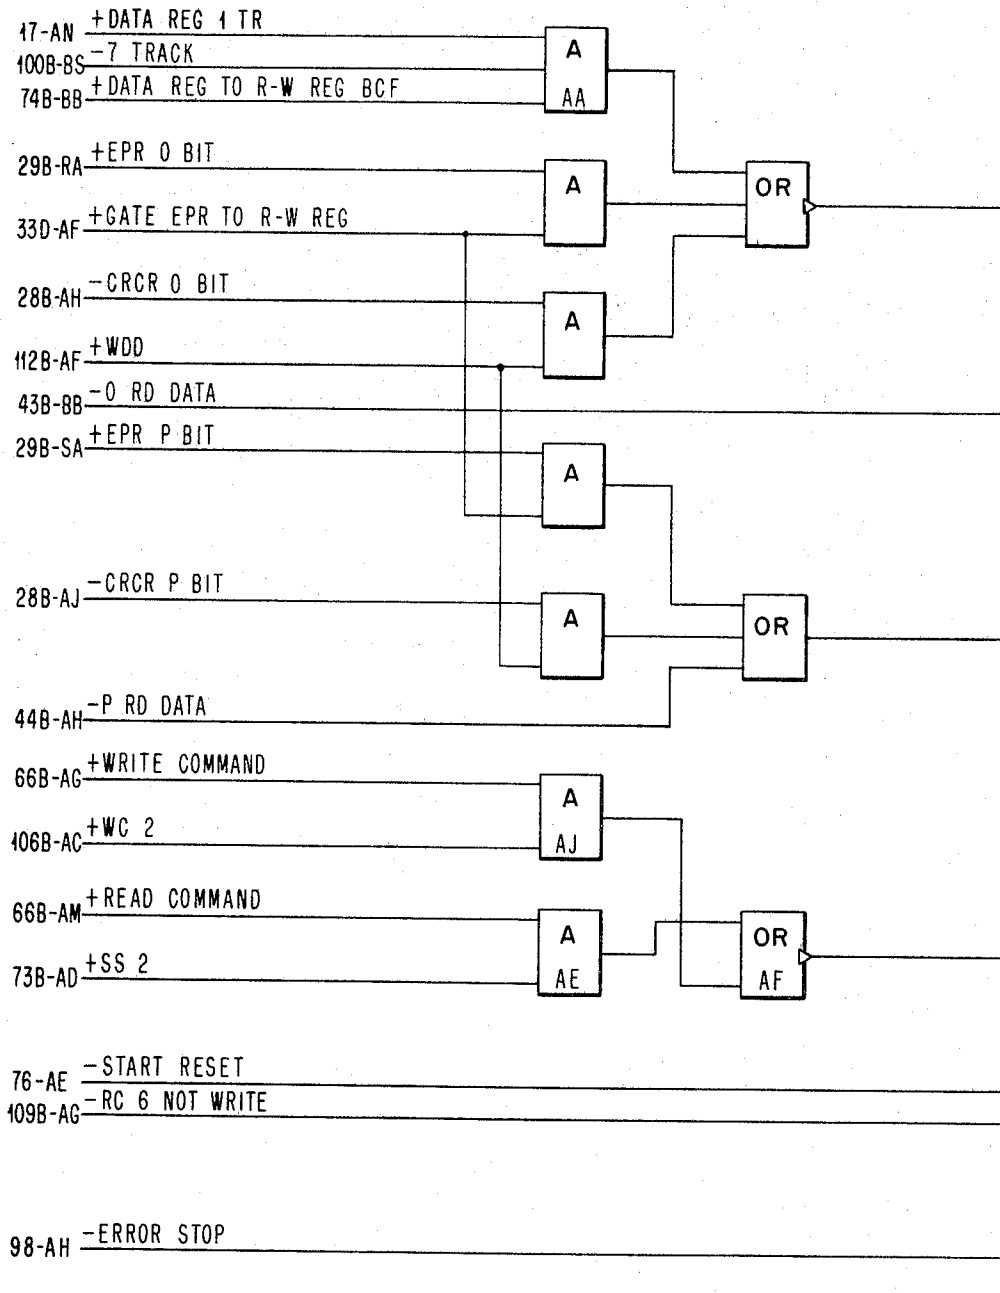 17-AN +DATA REG 1 TR
100B-BS -7 TRACK
74B-BB +DATA REG TO R-W REG BCF
A
AA
29B-RA +EPR 0 BIT
A
OR
33D-AF +GATE EPR TO R-W REG
28B-AH -CRCR 0 BIT
A
112B-AF +WDD
43B-BB -0 RD DATA
29B-SA +EPR P BIT
A
28B-AJ -CRCR P BIT
A
OR
44B-AH -P RD DATA
66B-AG +WRITE COMMAND
A
106B-AC +WC 2
AJ
66B-AM +READ COMMAND
A
OR
73B-AD +SS 2
AE
AF
76-AE -START RESET
109B-AG -RC 6 NOT WRITE
98-AH -ERROR STOP